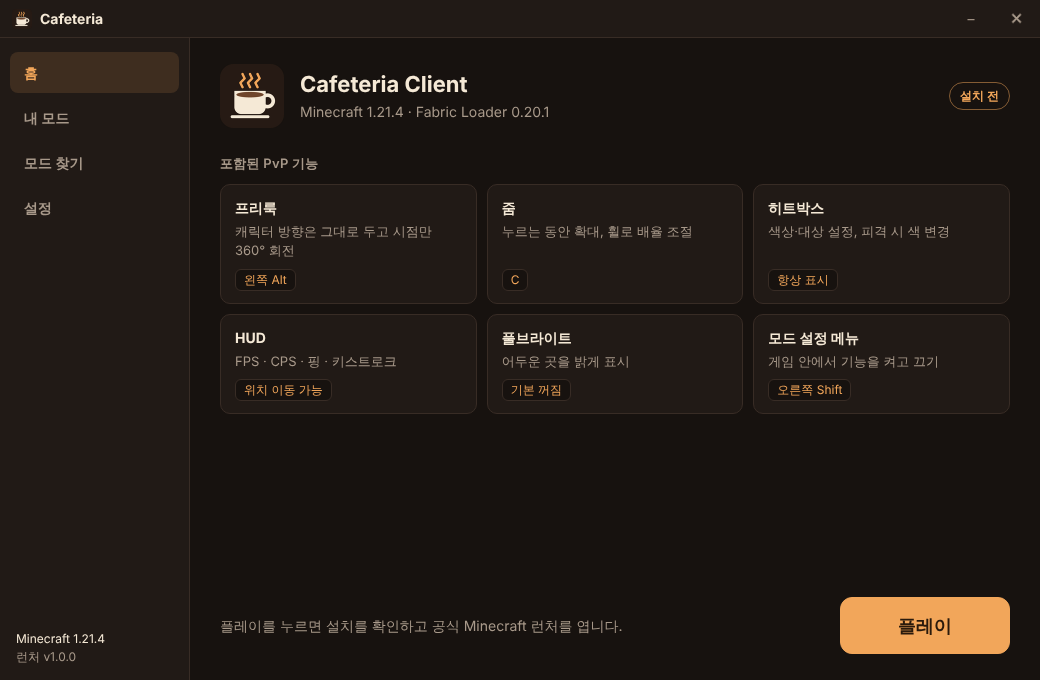 Cafeteria
홈
내 모드
모드 찾기
설정
Minecraft 1.21.4
런처 v1.0.0
Cafeteria Client
Minecraft 1.21.4 · Fabric Loader 0.20.1
설치 전
포함된 PvP 기능
프리룩
캐릭터 방향은 그대로 두고 시점만
360° 회전
왼쪽 Alt
줌
누르는 동안 확대, 휠로 배율 조절
C
히트박스
색상·대상 설정, 피격 시 색 변경
항상 표시
HUD
FPS · CPS · 핑 · 키스트로크
위치 이동 가능
풀브라이트
어두운 곳을 밝게 표시
기본 꺼짐
모드 설정 메뉴
게임 안에서 기능을 켜고 끄기
오른쪽 Shift
플레이를 누르면 설치를 확인하고 공식 Minecraft 런처를 엽니다.
플레이